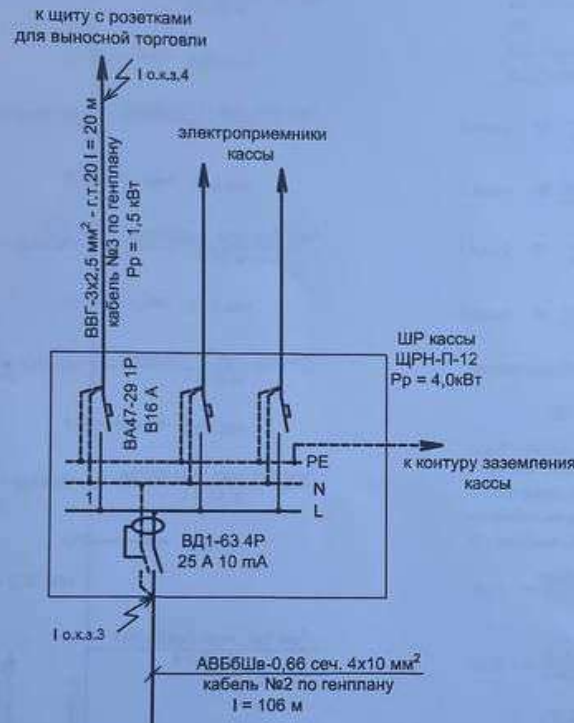 к щиту с розетками
для выносной торговли
I о.к.з.4
электроприемники
кассы
ВВГ-3х2,5 мм² - г.т.20 l = 20 м
кабель №3 по генплану
Рр = 1,5 кВт
ШР кассы
ЩРН-П-12
Рр = 4,0кВт
ВА47-29 1Р
В16 А
PE
к контуру заземления
кассы
N
1
L
ВД1-63 4Р
25 А 10 mA
I о.к.з.3
АВБбШв-0,66 сеч. 4х10 мм²
кабель №2 по генплану
l = 106 м